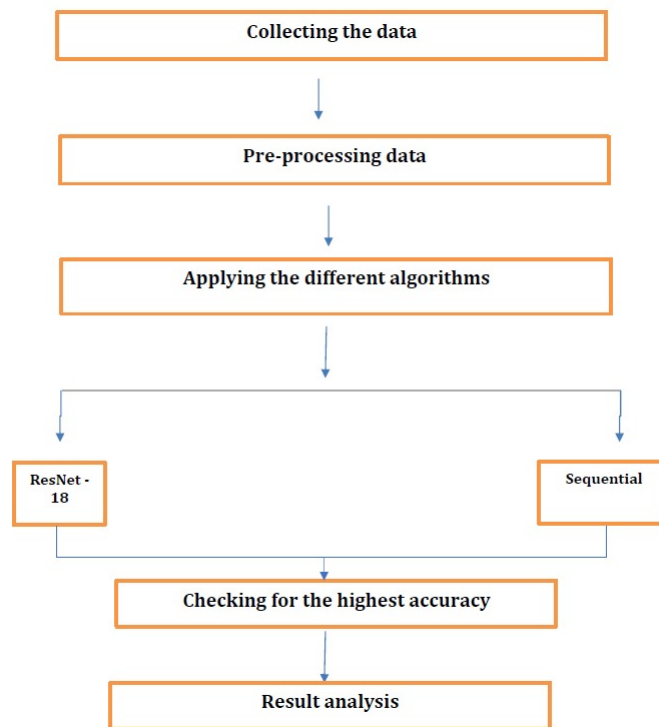 Collecting the data
Pre-processing data
Applying the different algorithms
ResNet -
18
Sequential
Checking for the highest accuracy
Result analysis